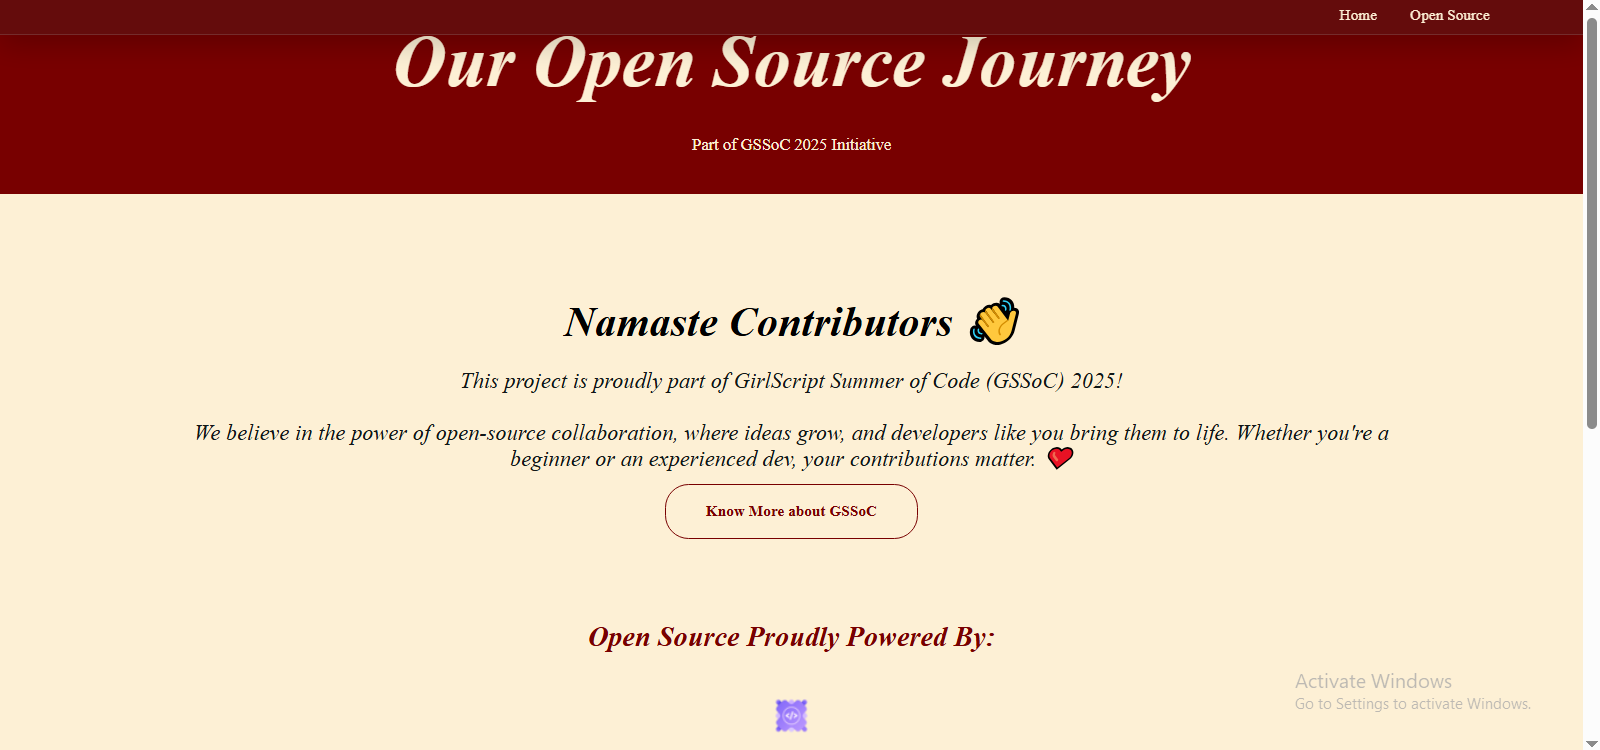 Home Open Source
Our Open Source Journey
Part of GSSoC 2025 Initiative
Namaste Contributors 👋
This project is proudly part of GirlScript Summer of Code (GSSoC) 2025!
We believe in the power of open-source collaboration, where ideas grow, and developers like you bring them to life. Whether you're a
beginner or an experienced dev, your contributions matter. ❤️
Know More about GSSoC
Open Source Proudly Powered By:
Activate Windows
Go to Settings to activate Windows.